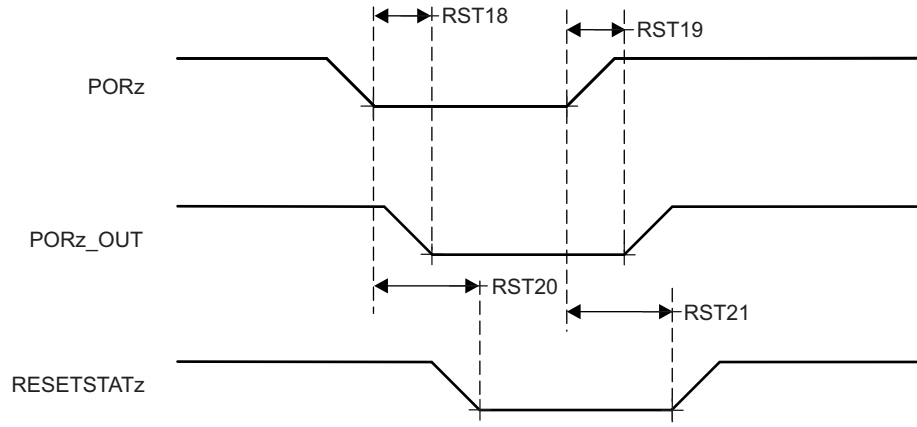 RST18
RST19
PORz
PORz_OUT
RST20
RST21
RESETSTATz